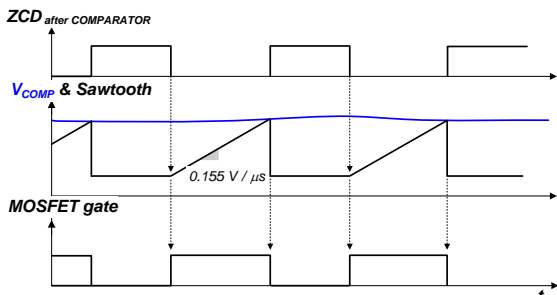 ZCD after COMPARATOR
VCOMP & Sawtooth
0.155 V / μs
MOSFET gate
t